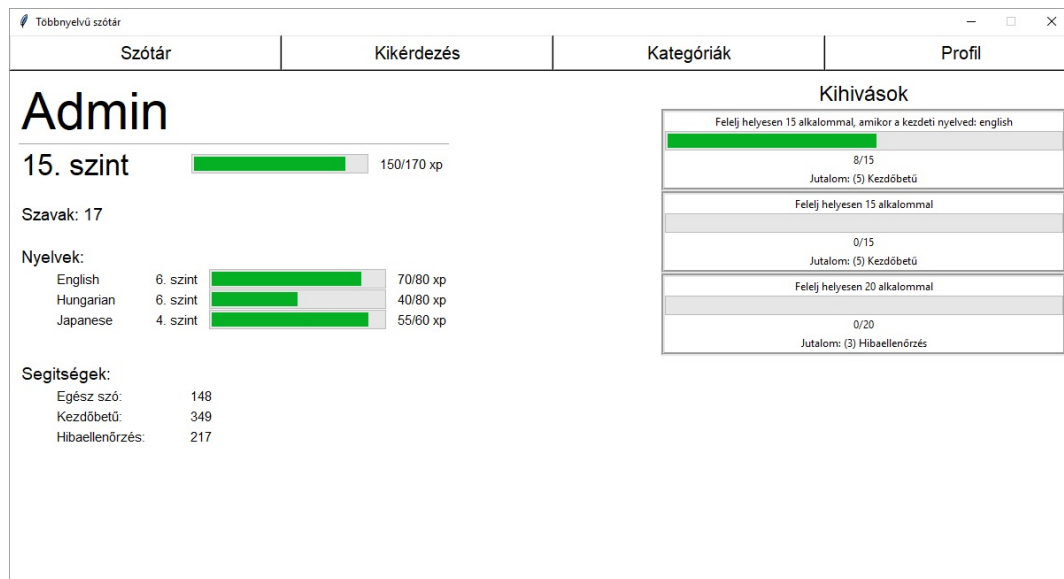 Többnyelvű szótár
Szótár
Kikérdezés
Kategóriák
Profil
Admin
15. szint 150/170 xp
Szavak: 17
Nyelvek:
English 6. szint 70/80 xp
Hungarian 6. szint 40/80 xp
Japanese 4. szint 55/60 xp
Segitségek:
Egész szó: 148
Kezdőbetű: 349
Hibaellenőrzés: 217
Kihivások
Felelj helyesen 15 alkalommal, amikor a kezdeti nyelved: english
8/15
Jutalom: (5) Kezdőbetű
Felelj helyesen 15 alkalommal
0/15
Jutalom: (5) Kezdőbetű
Felelj helyesen 20 alkalommal
0/20
Jutalom: (3) Hibaellenőrzés